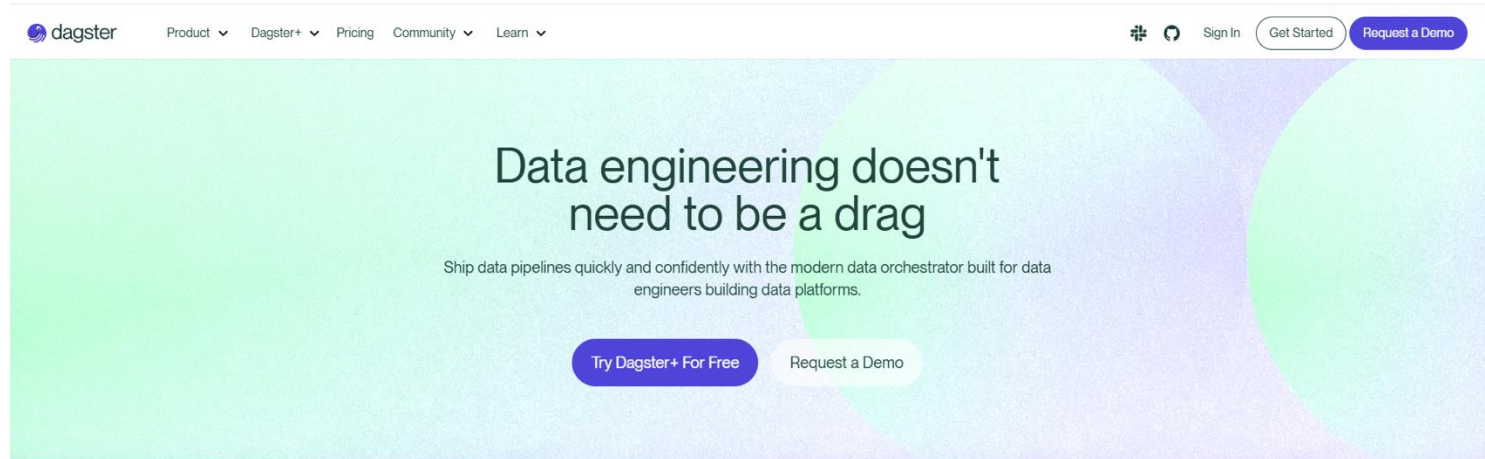 dagster Product Dagster+ Pricing Community Learn Sign In Get Started Request a Demo
Data engineering doesn't
need to be a drag
Ship data pipelines quickly and confidently with the modern data orchestrator built for data
engineers building data platforms.
Try Dagster+ For Free Request a Demo